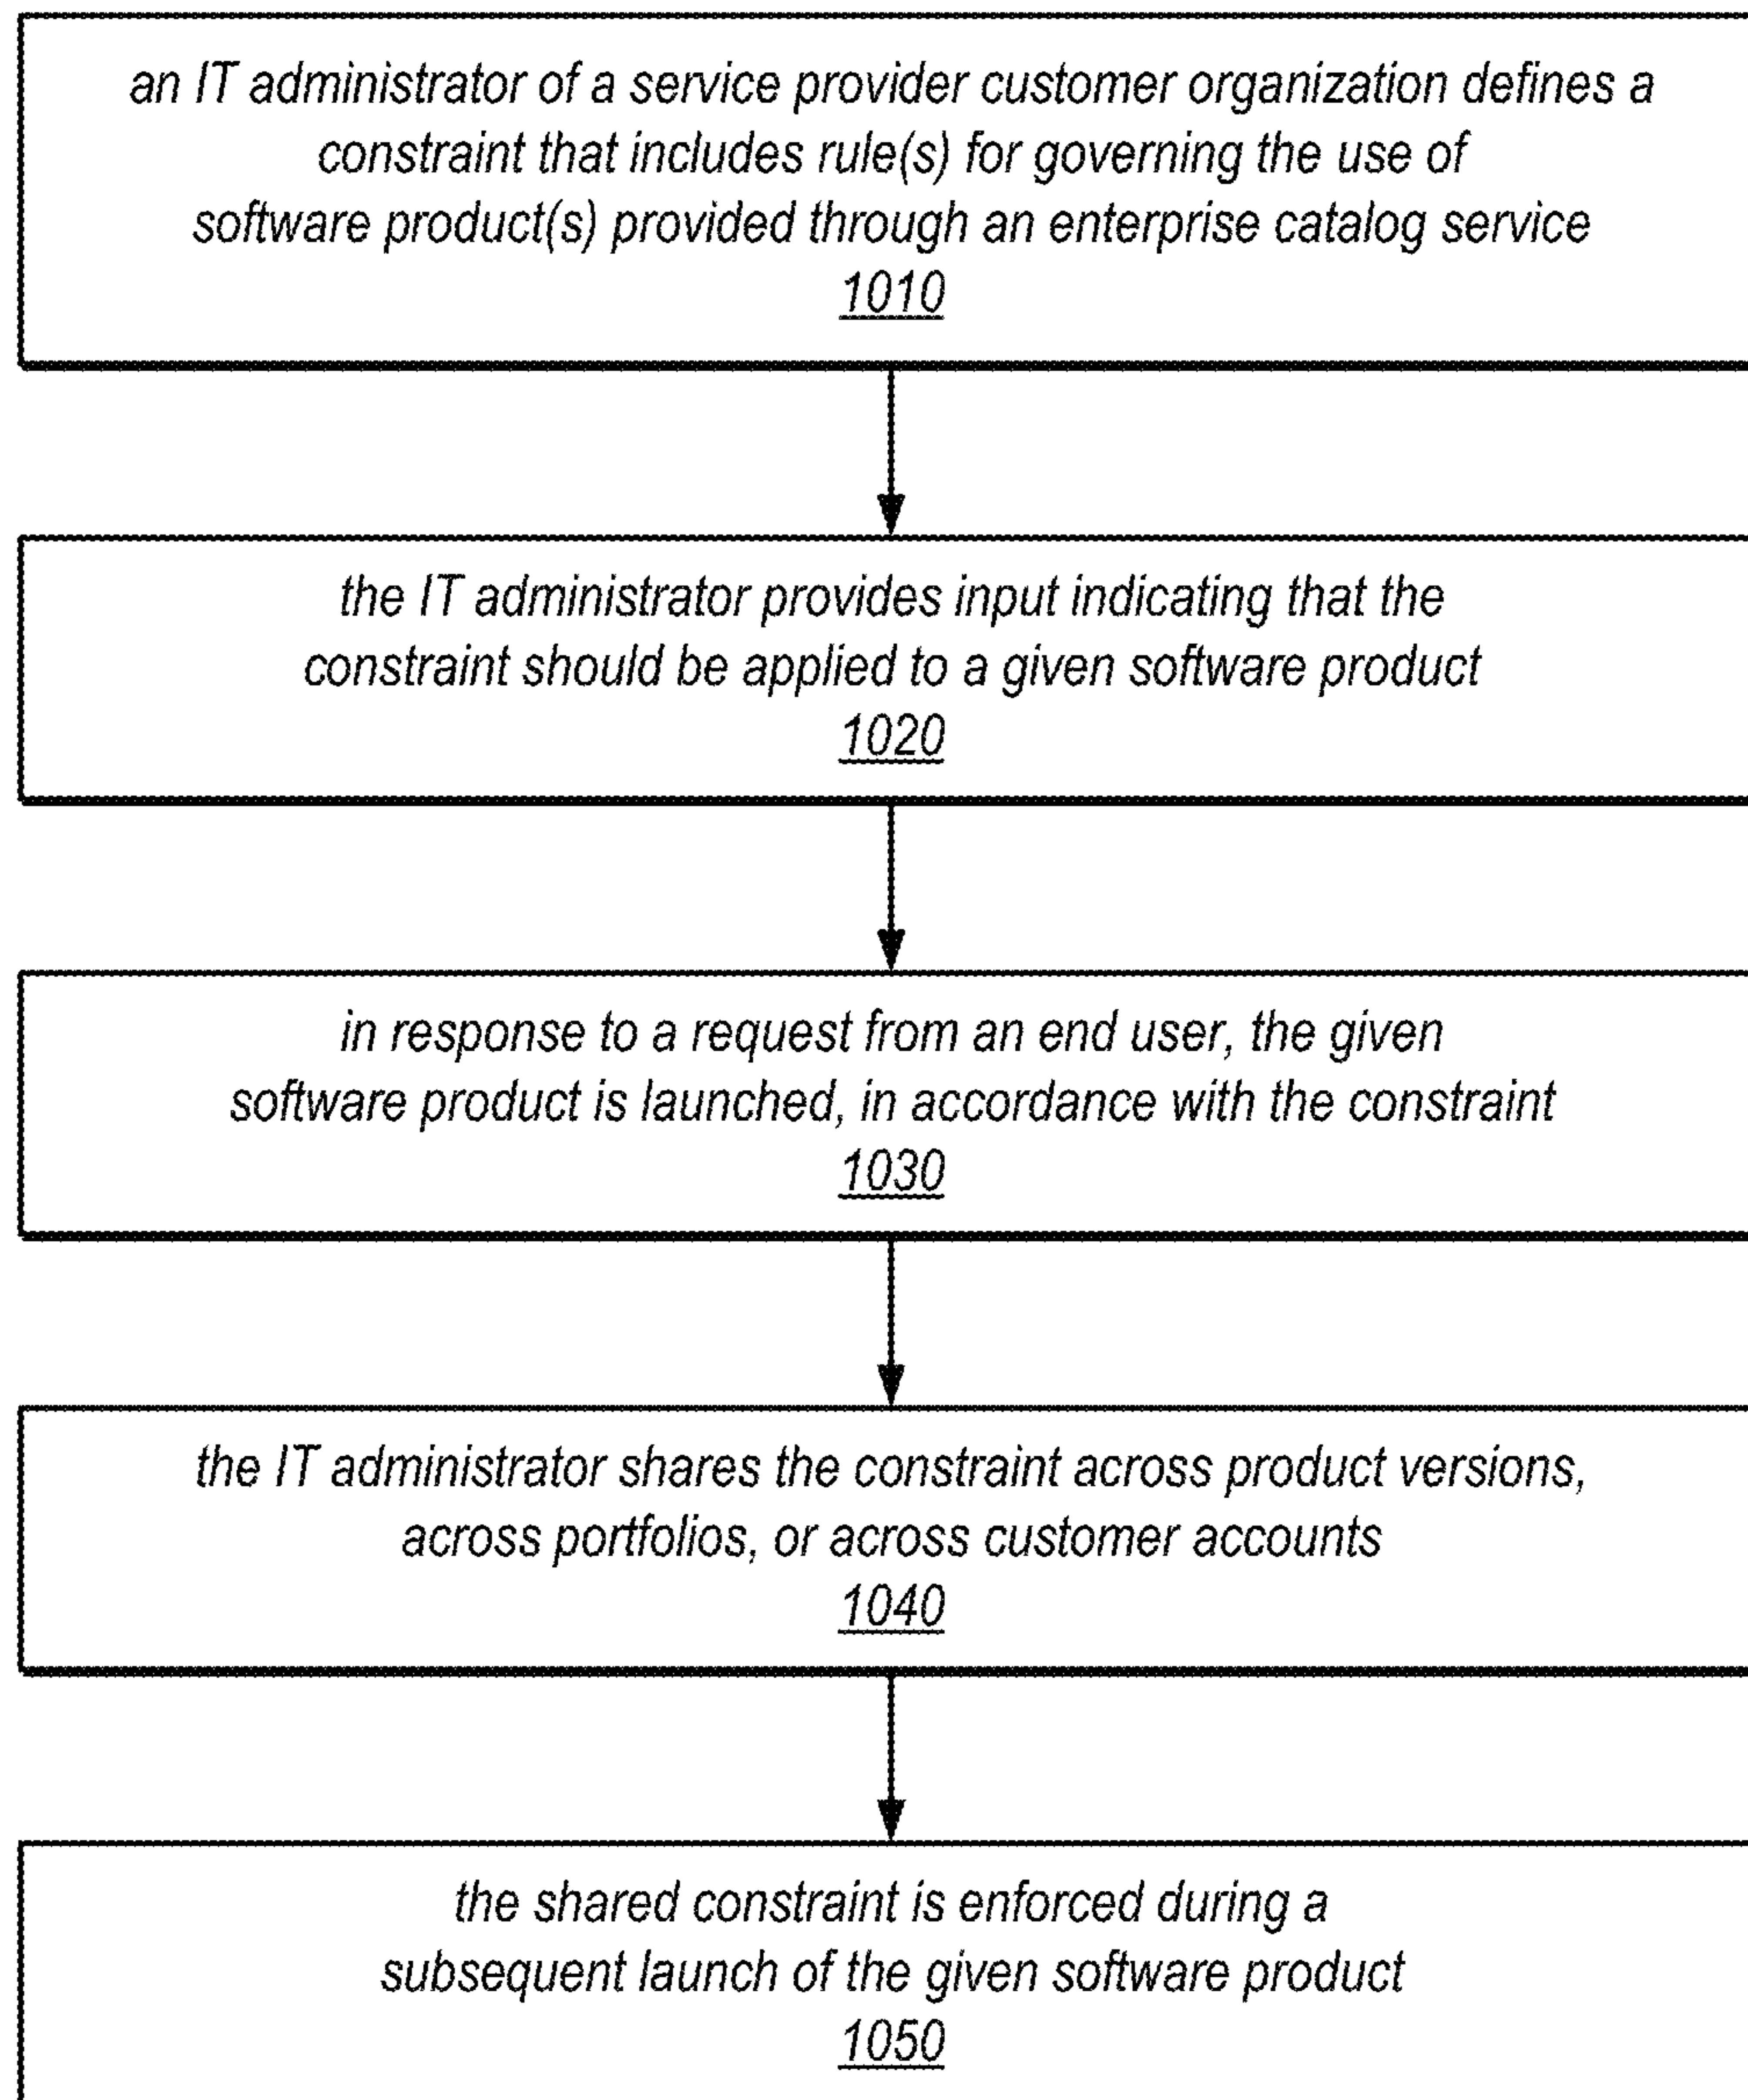 an IT administrator of a service provider customer organization defines a
constraint that includes rule(s) for governing the use of
software product(s) provided through an enterprise catalog service
1010
the IT administrator provides input indicating that the
constraint should be applied to a given software product
1020
in response to a request from an end user, the given
software product is launched, in accordance with the constraint
1030
the IT administrator shares the constraint across product versions,
across portfolios, or across customer accounts
1040
the shared constraint is enforced during a
subsequent launch of the given software product
1050